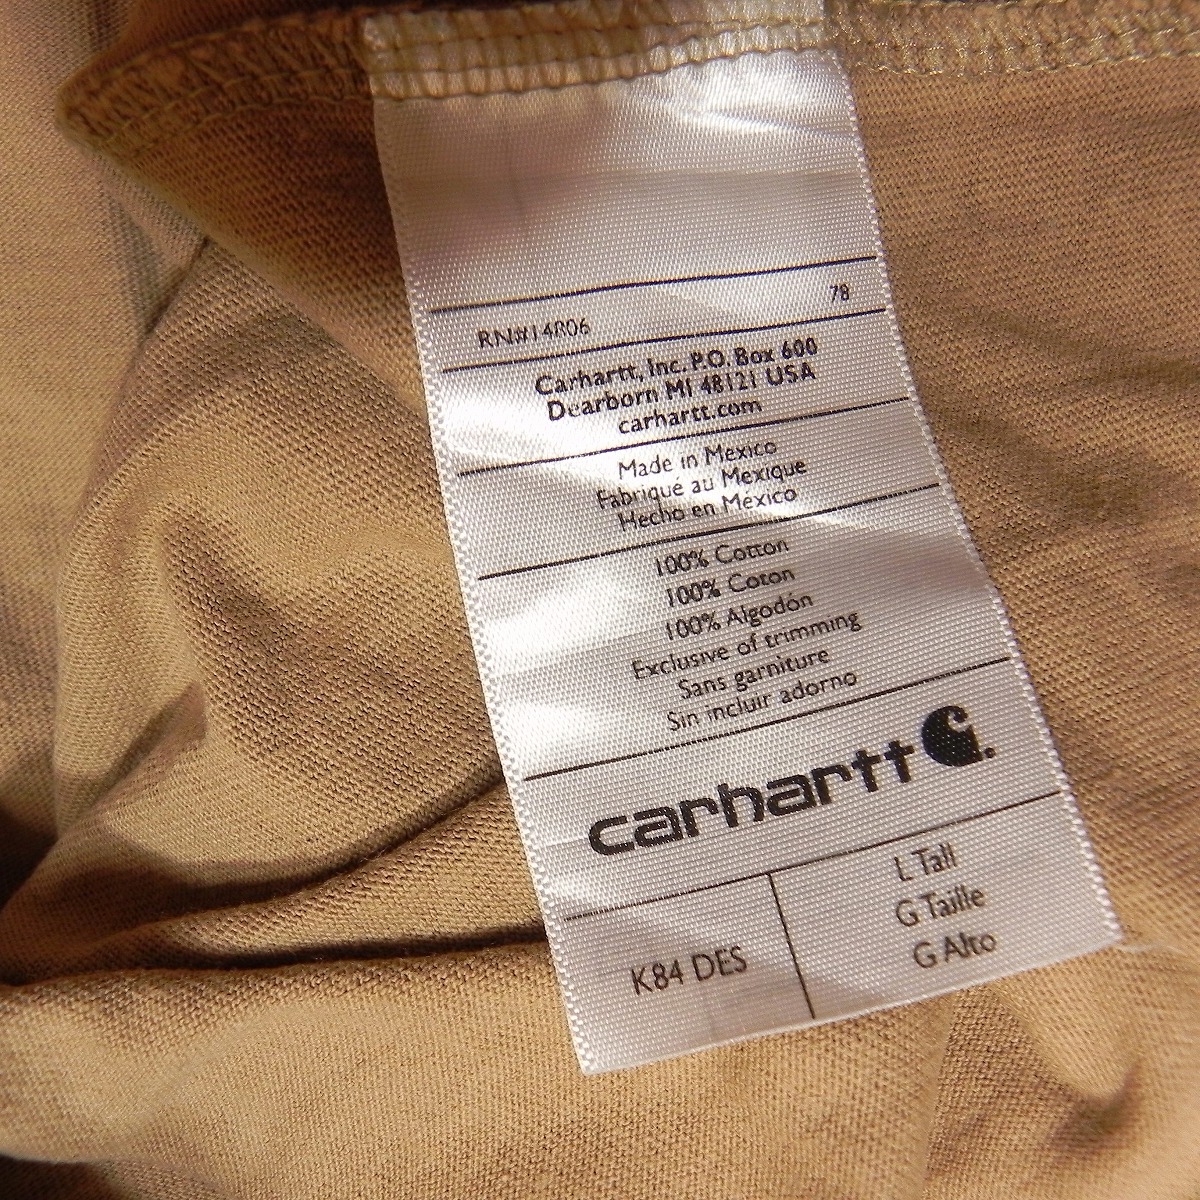 78
RN#14806
Carhartt, Inc. P.O. Box 600
Dearborn MI 48121 USA
carhartt.com
Made in Mexico
Fabriqué au Mexique
Hecho en México
100% Cotton
100% Coton
100% Algodón
Exclusive of trimming
Sans garniture
Sin incluir adorno
carhartt
K84 DES
L Tall
G Taille
G Alto